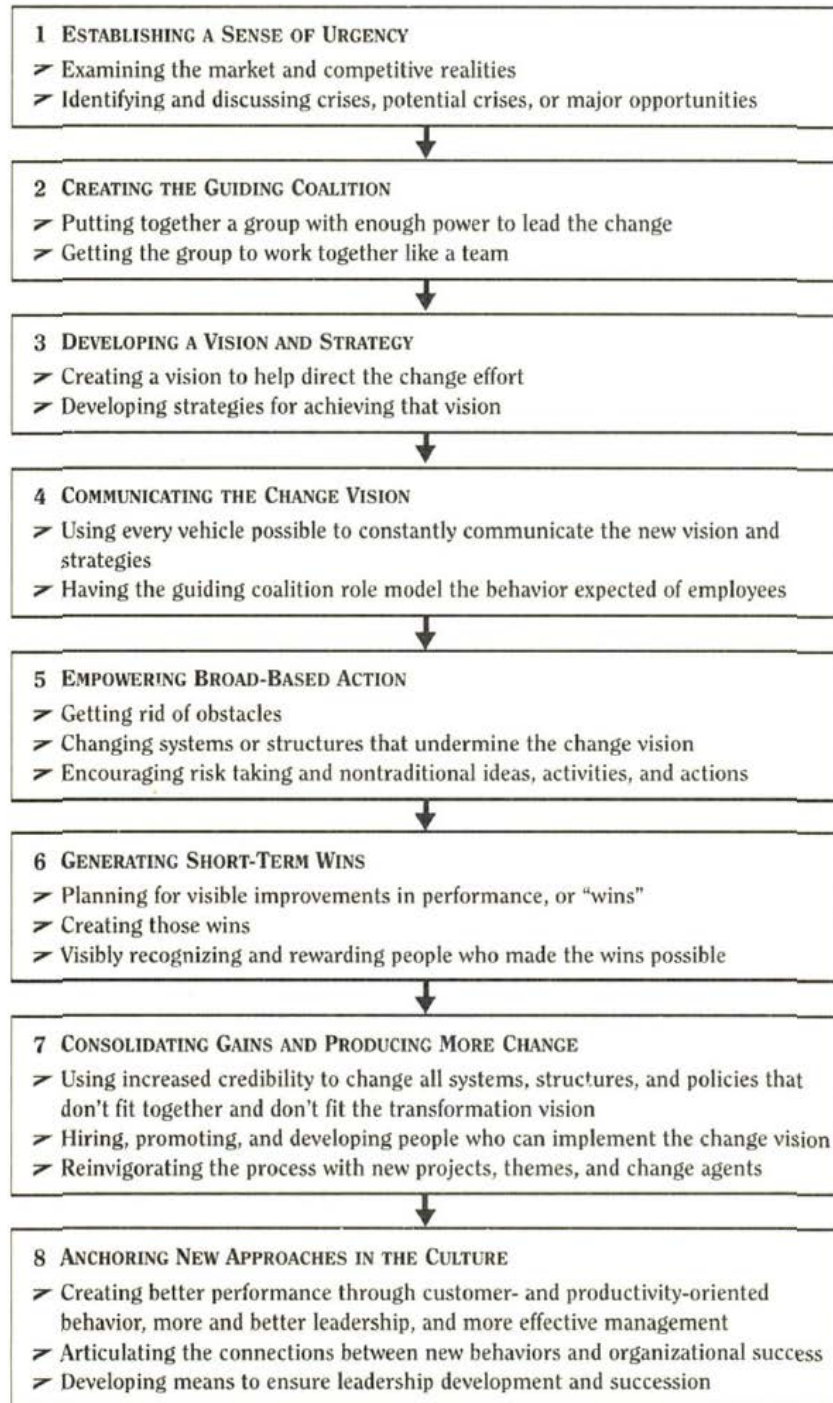 1 ESTABLISHING A SENSE OF URGENCY
➢ Examining the market and competitive realities
➢ Identifying and discussing crises, potential crises, or major opportunities
2 CREATING THE GUIDING COALITION
➢ Putting together a group with enough power to lead the change
➢ Getting the group to work together like a team
3 DEVELOPING A VISION AND STRATEGY
➢ Creating a vision to help direct the change effort
➢ Developing strategies for achieving that vision
4 COMMUNICATING THE CHANGE VISION
➢ Using every vehicle possible to constantly communicate the new vision and
strategies
➢ Having the guiding coalition role model the behavior expected of employees
5 EMPOWERING BROAD-BASED ACTION
➢ Getting rid of obstacles
➢ Changing systems or structures that undermine the change vision
➢ Encouraging risk taking and nontraditional ideas, activities, and actions
6 GENERATING SHORT-TERM WINS
➢ Planning for visible improvements in performance, or “wins”
➢ Creating those wins
➢ Visibly recognizing and rewarding people who made the wins possible
7 CONSOLIDATING GAINS AND PRODUCING MORE CHANGE
➢ Using increased credibility to change all systems, structures, and policies that
don't fit together and don't fit the transformation vision
➢ Hiring, promoting, and developing people who can implement the change vision
➢ Reinvigorating the process with new projects, themes, and change agents
8 ANCHORING NEW APPROACHES IN THE CULTURE
➢ Creating better performance through customer- and productivity-oriented
behavior, more and better leadership, and more effective management
➢ Articulating the connections between new behaviors and organizational success
➢ Developing means to ensure leadership development and succession